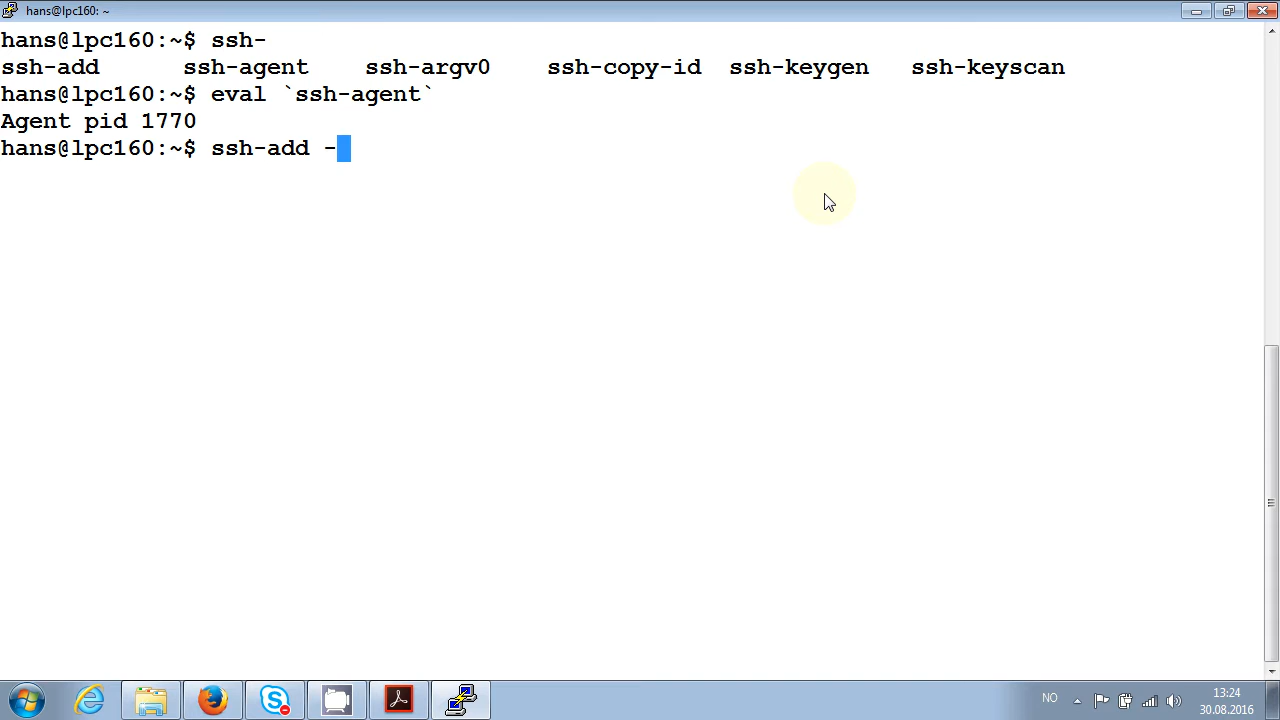 hans@lpc160: ~
hans@lpc160:~$ ssh-
ssh-add      ssh-agent    ssh-argv0    ssh-copy-id  ssh-keygen   ssh-keyscan
hans@lpc160:~$ eval `ssh-agent`
Agent pid 1770
hans@lpc160:~$ ssh-add -
NO
13:24
30.08.2016